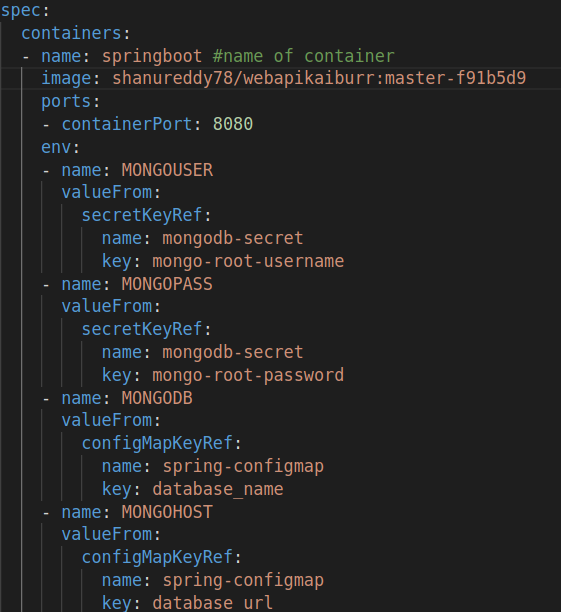 spec:
  containers:
  - name: springboot #name of container
    image: shanureddy78/webapikaiburr:master-f91b5d9
    ports:
    - containerPort: 8080
    env:
    - name: MONGOUSER
      valueFrom:
        secretKeyRef:
          name: mongodb-secret
          key: mongo-root-username
    - name: MONGOPASS
      valueFrom:
        secretKeyRef:
          name: mongodb-secret
          key: mongo-root-password
    - name: MONGODB
      valueFrom:
        configMapKeyRef:
          name: spring-configmap
          key: database_name
    - name: MONGOHOST
      valueFrom:
        configMapKeyRef:
          name: spring-configmap
          key: database_url